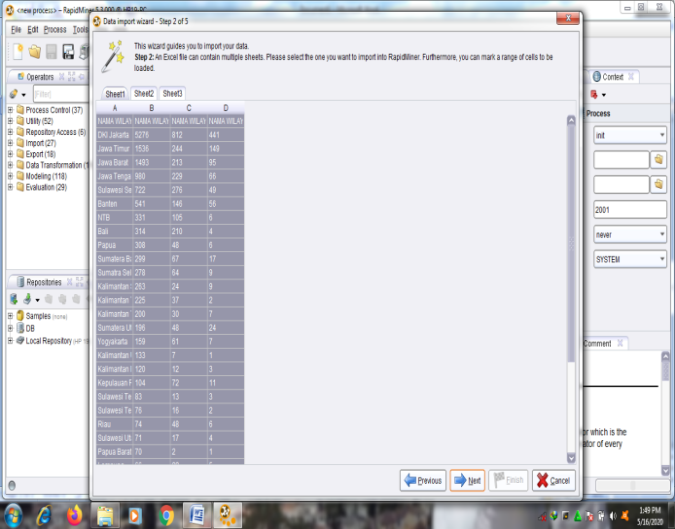 <new process> – RapidMiner 5.3.000 @ HP19-PC
File Edit Process Tools
Operators
[Filter]
Process Control (37)
Utility (52)
Repository Access (6)
Import (27)
Export (18)
Data Transformation (1
Modeling (118)
Evaluation (29)
Repositories
Samples (none)
DB
Local Repository (HP 19
Data import wizard - Step 2 of 5
This wizard guides you to import your data.
Step 2: An Excel file can contain multiple sheets. Please select the one you want to import into RapidMiner. Furthermore, you can mark a range of cells to be
loaded.
Sheet1 Sheet2 Sheet3
A B C D
NAMA WILAY NAMA WILAY NAMA WILAY NAMA WILAY
DKI Jakarta 5276 812 441
Jawa Timur 1536 244 149
Jawa Barat 1493 213 95
Jawa Tenga 980 229 66
Sulawesi Se 722 276 49
Banten 541 146 56
NTB 331 105 6
Bali 314 210 4
Papua 308 48 6
Sumatera B 299 67 17
Sumatra Sel 278 64 9
Kalimantan 263 24 9
Kalimantan 225 37 2
Kalimantan 200 30 7
Sumatera Ut 196 48 24
Yogyakarta 159 61 7
Kalimantan 133 7 1
Kalimantan 120 12 3
Kepulauan F 104 72 11
Sulawesi Te 83 13 3
Sulawesi Te 76 16 2
Riau 74 48 6
Sulawesi Ut 71 17 4
Papua Barat 70 2 1
Previous Next Finish Cancel
Context
Process
init
2001
never
SYSTEM
Comment
or which is the
ator of every
1:49 PM
5/16/2020